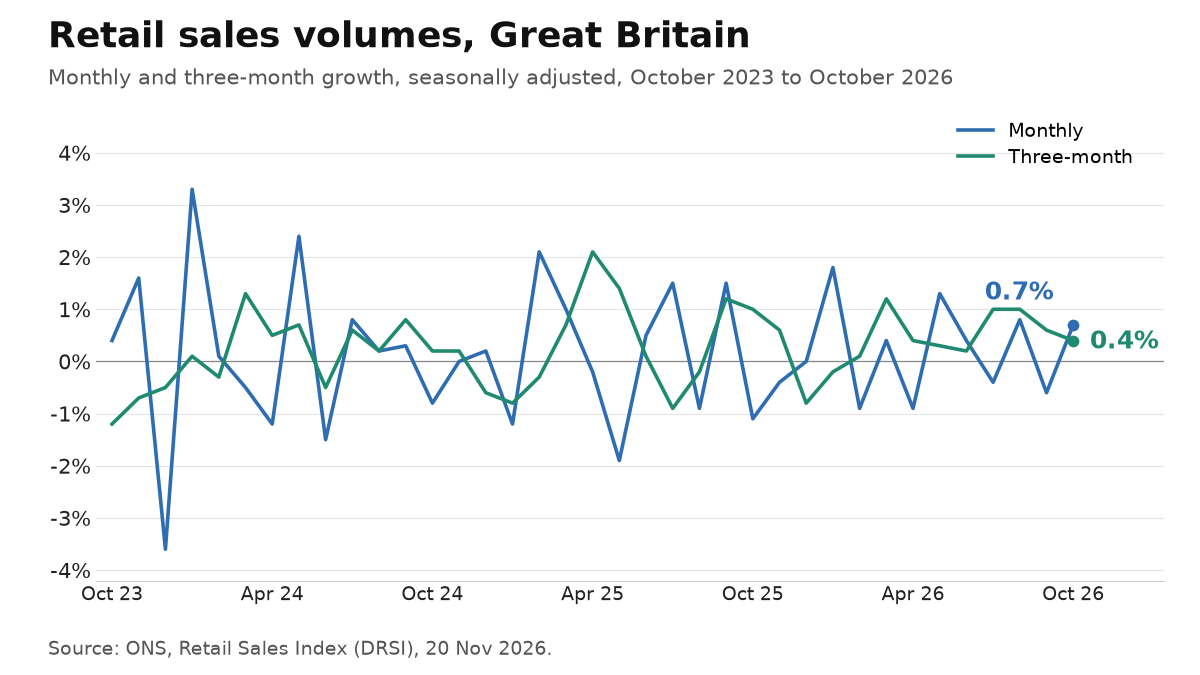 Retail sales volumes, Great Britain
Monthly and three-month growth, seasonally adjusted, October 2023 to October 2026
Monthly
Three-month
4%
3%
2%
1%
0%
-1%
-2%
-3%
-4%
0.7%
0.4%
Oct 23
Apr 24
Oct 24
Apr 25
Oct 25
Apr 26
Oct 26
Source: ONS, Retail Sales Index (DRSI), 20 Nov 2026.